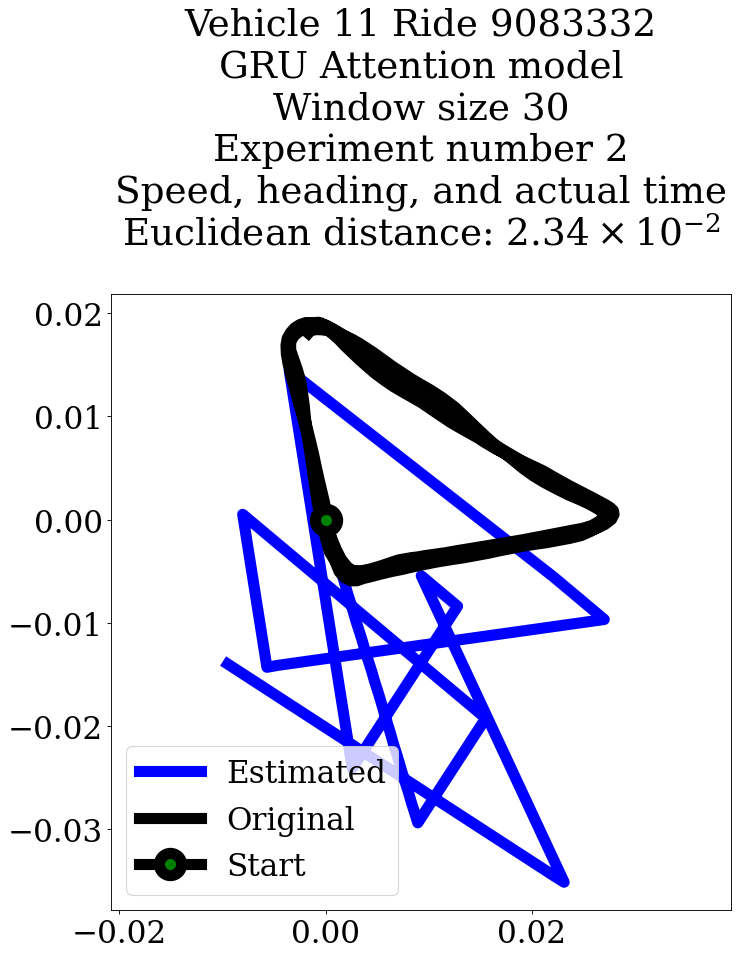 Vehicle 11 Ride 9083332
GRU Attention model
Window size 30
Experiment number 2
Speed, heading, and actual time
Euclidean distance: 2.34 × 10⁻²
0.02
0.01
0.00
−0.01
−0.02
−0.03
Estimated
Original
Start
−0.02 0.00 0.02